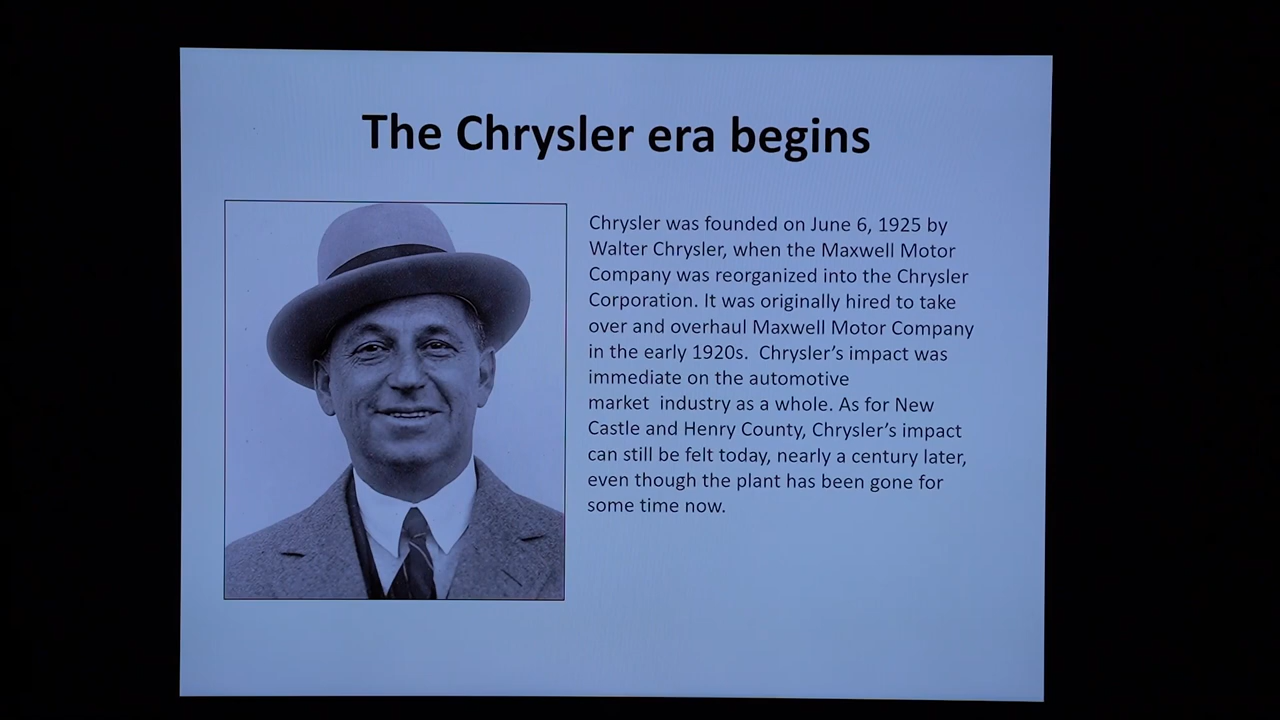 The Chrysler era begins
Chrysler was founded on June 6, 1925 by
Walter Chrysler, when the Maxwell Motor
Company was reorganized into the Chrysler
Corporation. It was originally hired to take
over and overhaul Maxwell Motor Company
in the early 1920s.  Chrysler’s impact was
immediate on the automotive
market  industry as a whole. As for New
Castle and Henry County, Chrysler’s impact
can still be felt today, nearly a century later,
even though the plant has been gone for
some time now.